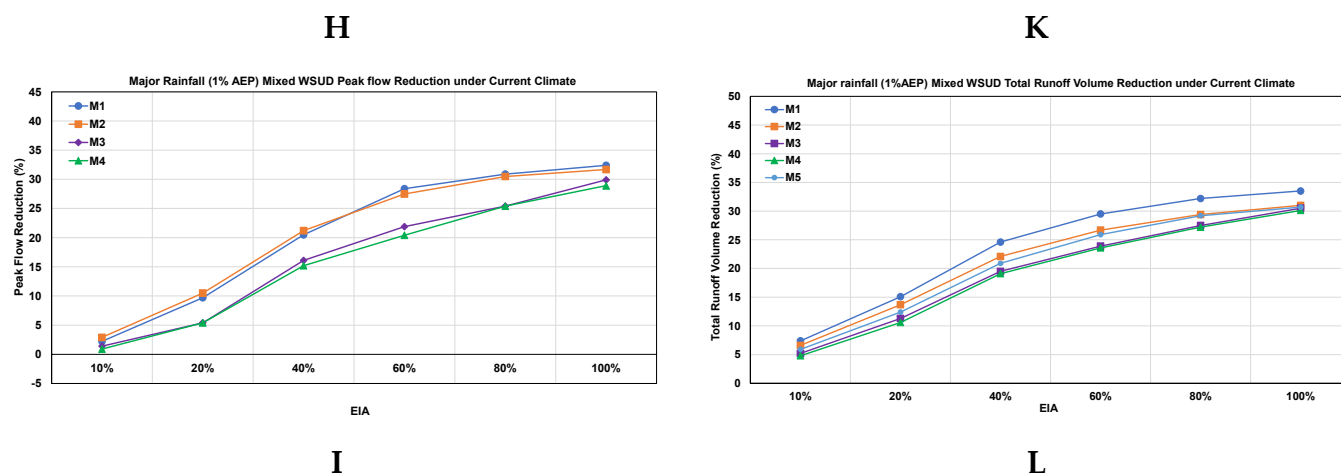 H
K
Major Rainfall (1% AEP) Mixed WSUD Peak flow Reduction under Current Climate
45
40
35
30
25
20
15
10
5
0
-5
Peak Flow Reduction (%)
M1
M2
M3
M4
10% 20% 40% 60% 80% 100%
EIA
Major rainfall (1%AEP) Mixed WSUD Total Runoff Volume Reduction under Current Climate
50
45
40
35
30
25
20
15
10
5
0
Total Runoff Volume Reduction (%)
M1
M2
M3
M4
M5
10% 20% 40% 60% 80% 100%
EIA
I
L